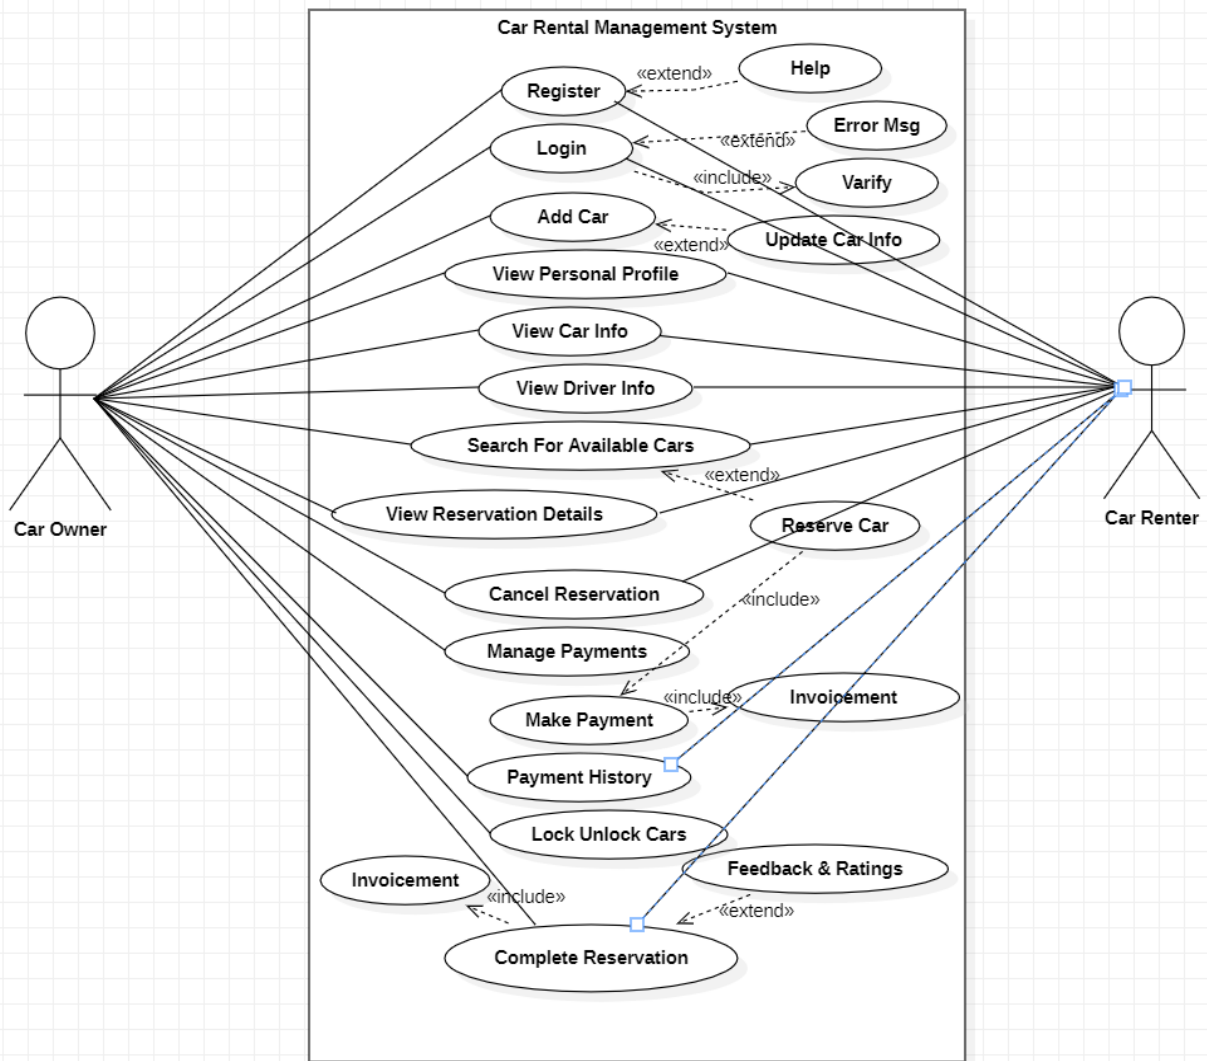 Car Rental Management System
«extend»
Help
Register
Error Msg
«extend»
Login
«include»
Varify
Add Car
Update Car Info
«extend»
View Personal Profile
View Car Info
View Driver Info
Search For Available Cars
«extend»
View Reservation Details
Reserve Car
Car Owner
Car Renter
Cancel Reservation
«include»
Manage Payments
«include»
Invoicement
Make Payment
Payment History
Lock Unlock Cars
Feedback & Ratings
Invoicement
«include»
«extend»
Complete Reservation